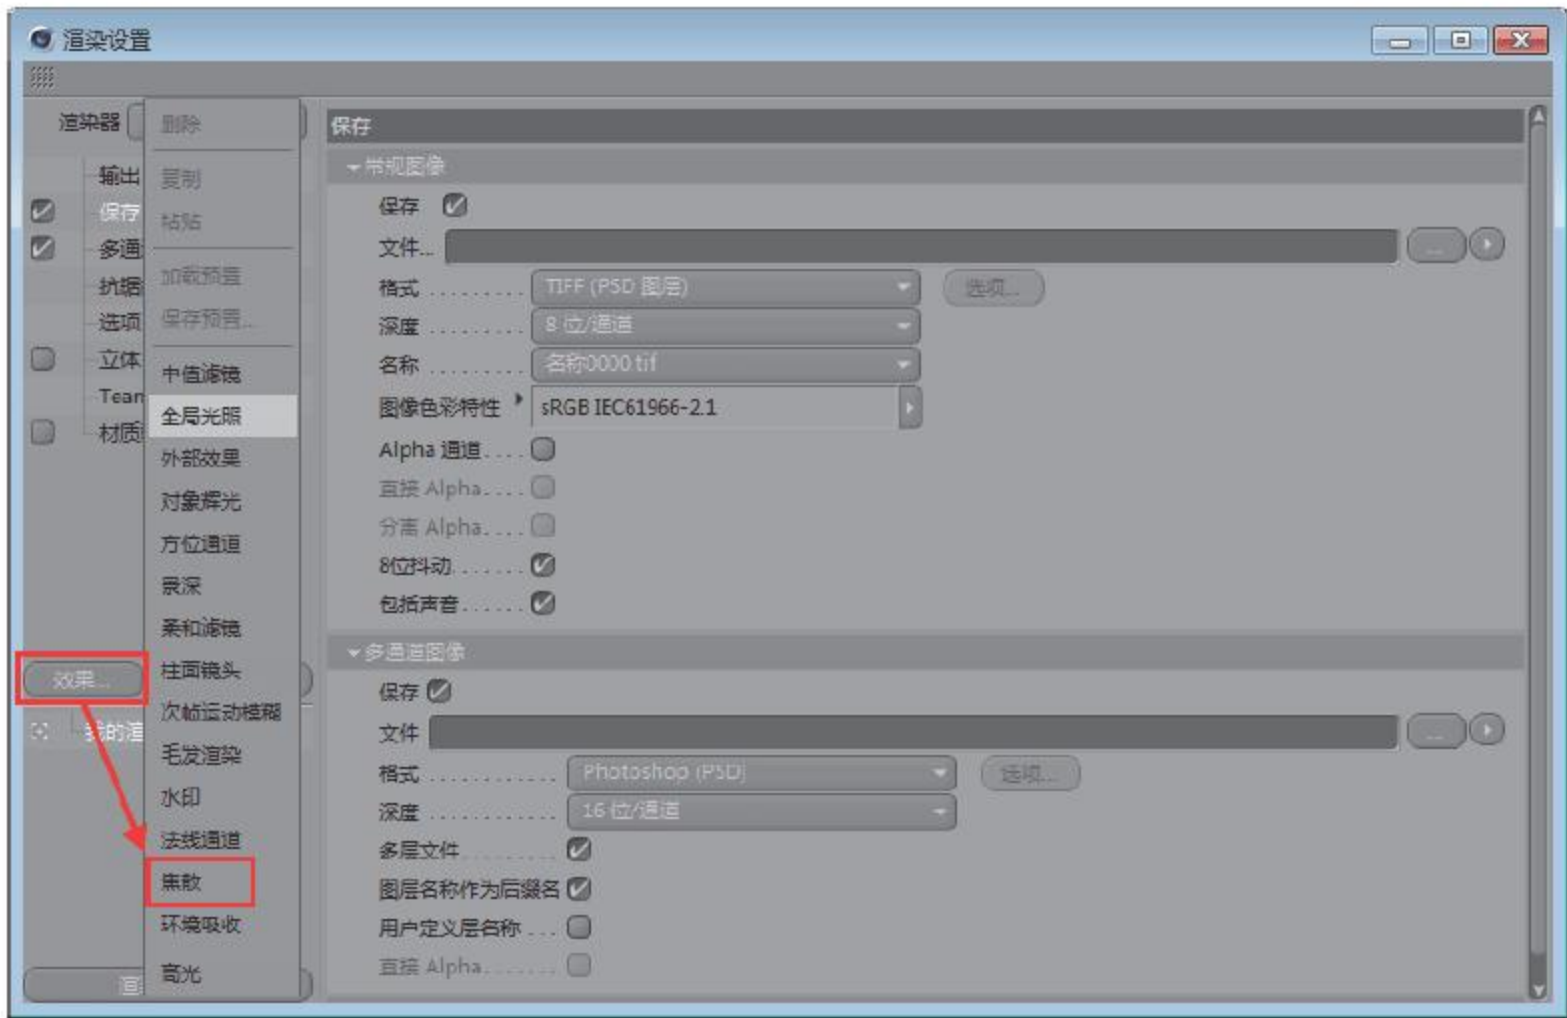 渲染设置
渲染器
输出
保存
多通
抗锯
选项
立体
Tean
材质
效果...
我的渲
删除
复制
粘贴
加载预置
保存预置...
中值滤镜
全局光照
外部效果
对象辉光
方位通道
景深
柔和滤镜
柱面镜头
次帧运动模糊
毛发渲染
水印
法线通道
焦散
环境吸收
高光
保存
常规图像
保存
文件...
格式 ......... TIFF (PSD 图层) 选项...
深度 ......... 8 位/通道
名称 ......... 名称0000.tif
图像色彩特性 sRGB IEC61966-2.1
Alpha 通道....
直接 Alpha....
分离 Alpha....
8位抖动.......
包括声音......
多通道图像
保存
文件
...
格式 ............ Photoshop (PSD) 选项...
深度 ............ 16 位/通道
多层文件.........
图层名称作为后缀名
用户定义层名称 ...
直接 Alpha.......